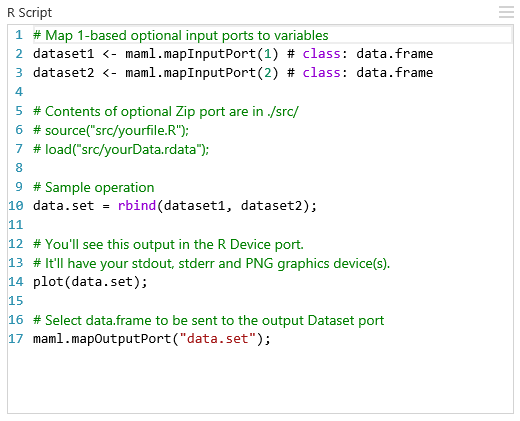 R Script
1 # Map 1-based optional input ports to variables
2 dataset1 <- maml.mapInputPort(1) # class: data.frame
3 dataset2 <- maml.mapInputPort(2) # class: data.frame
4
5 # Contents of optional Zip port are in ./src/
6 # source("src/yourfile.R");
7 # load("src/yourData.rdata");
8
9 # Sample operation
10 data.set = rbind(dataset1, dataset2);
11
12 # You'll see this output in the R Device port.
13 # It'll have your stdout, stderr and PNG graphics device(s).
14 plot(data.set);
15
16 # Select data.frame to be sent to the output Dataset port
17 maml.mapOutputPort("data.set");